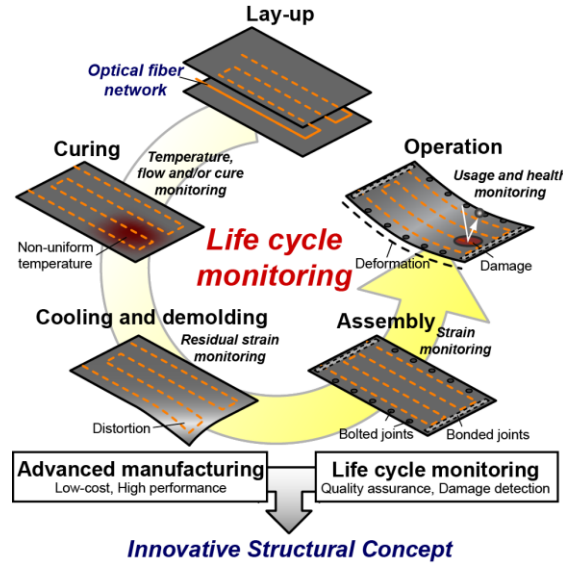 Lay-up
Optical fiber
network
Curing
Temperature,
flow and/or cure
monitoring
Operation
Usage and health
monitoring
Non-uniform
temperature
Life cycle
monitoring
Deformation
Damage
Cooling and demolding
Residual strain
monitoring
Assembly
Strain
monitoring
Distortion
Bolted joints
Bonded joints
Advanced manufacturing
Low-cost, High performance
Life cycle monitoring
Quality assurance, Damage detection
Innovative Structural Concept